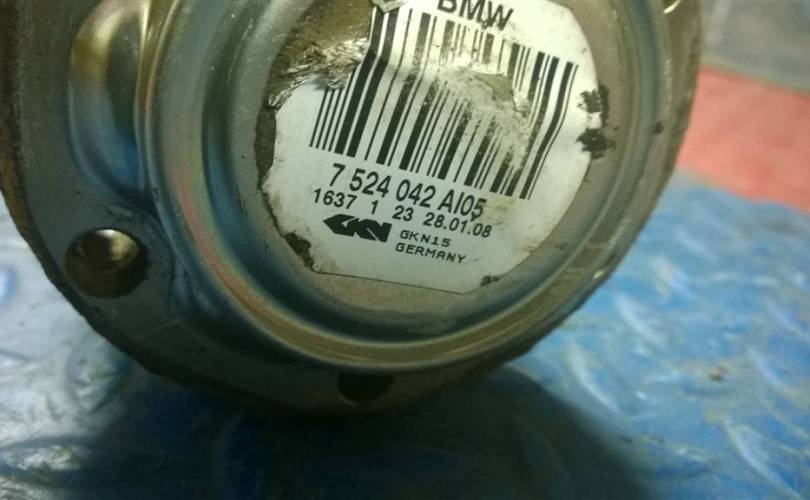 BMW
7 524 042 AI05
1637 1 23 28.01.08
GKN GKN15
GERMANY